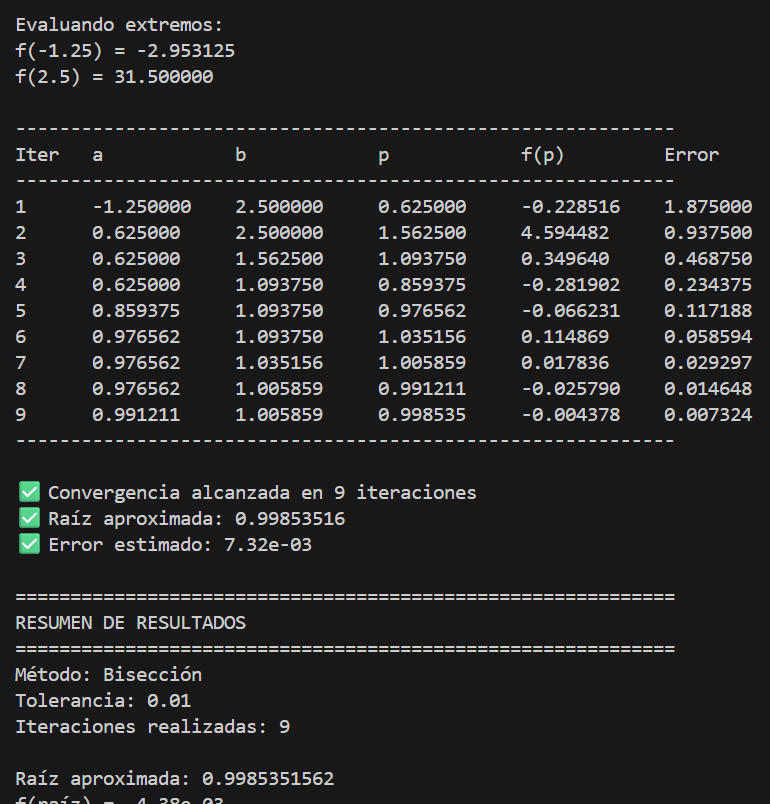 Evaluando extremos:
f(-1.25) = -2.953125
f(2.5) = 31.500000
------------------------------------------------------------
Iter a b p f(p) Error
------------------------------------------------------------
1 -1.250000 2.500000 0.625000 -0.228516 1.875000
2 0.625000 2.500000 1.562500 4.594482 0.937500
3 0.625000 1.562500 1.093750 0.349640 0.468750
4 0.625000 1.093750 0.859375 -0.281902 0.234375
5 0.859375 1.093750 0.976562 -0.066231 0.117188
6 0.976562 1.093750 1.035156 0.114869 0.058594
7 0.976562 1.035156 1.005859 0.017836 0.029297
8 0.976562 1.005859 0.991211 -0.025790 0.014648
9 0.991211 1.005859 0.998535 -0.004378 0.007324
------------------------------------------------------------
✅ Convergencia alcanzada en 9 iteraciones
✅ Raíz aproximada: 0.99853516
✅ Error estimado: 7.32e-03
============================================================
RESUMEN DE RESULTADOS
============================================================
Método: Bisección
Tolerancia: 0.01
Iteraciones realizadas: 9
Raíz aproximada: 0.9985351562
f(raíz) = -4.38e-03